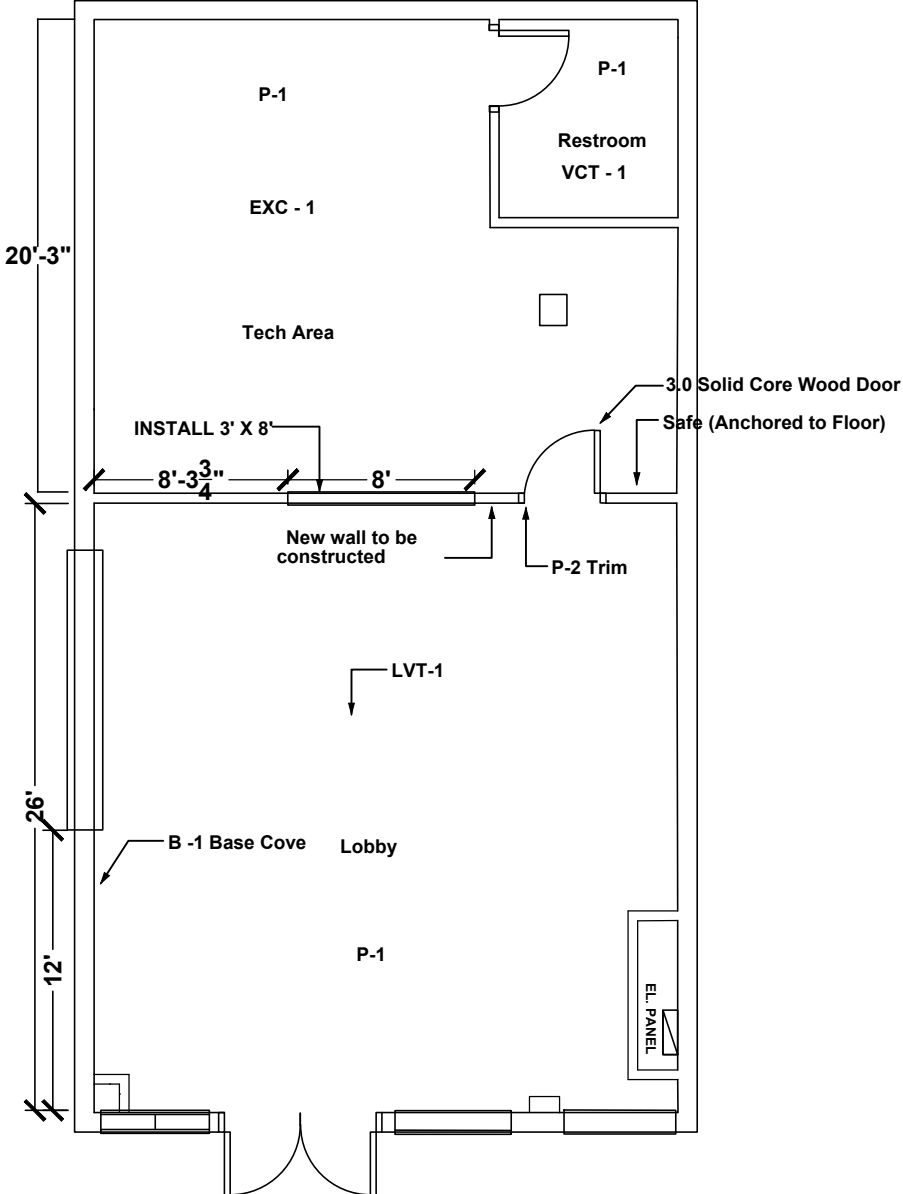 P-1
P-1
Restroom
VCT - 1
EXC - 1
20'-3"
Tech Area
3.0 Solid Core Wood Door
Safe (Anchored to Floor)
INSTALL 3' X 8'
8'-3 3/4"
8'
New wall to be
constructed
P-2 Trim
LVT-1
26'
B -1 Base Cove
Lobby
P-1
12'
EL. PANEL